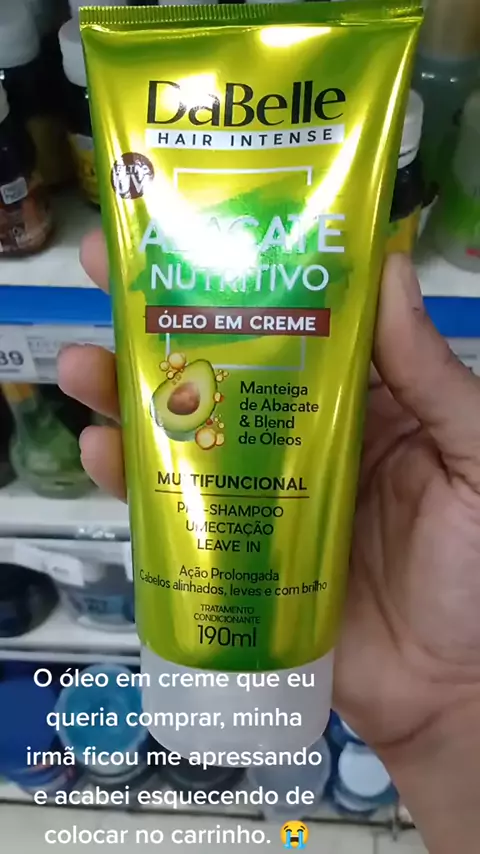 DaBelle
HAIR INTENSE
UV
ABACATE
NUTRITIVO
ÓLEO EM CREME
Manteiga
de Abacate
& Blend
de Óleos
MULTIFUNCIONAL
PRÉ-SHAMPOO
UMECTAÇÃO
LEAVE IN
Ação Prolongada
Cabelos alinhados, leves e com brilho
TRATAMENTO
CONDICIONANTE
190ml
O óleo em creme que eu
queria comprar, minha
irmã ficou me apressando
e acabei esquecendo de
colocar no carrinho. 😭